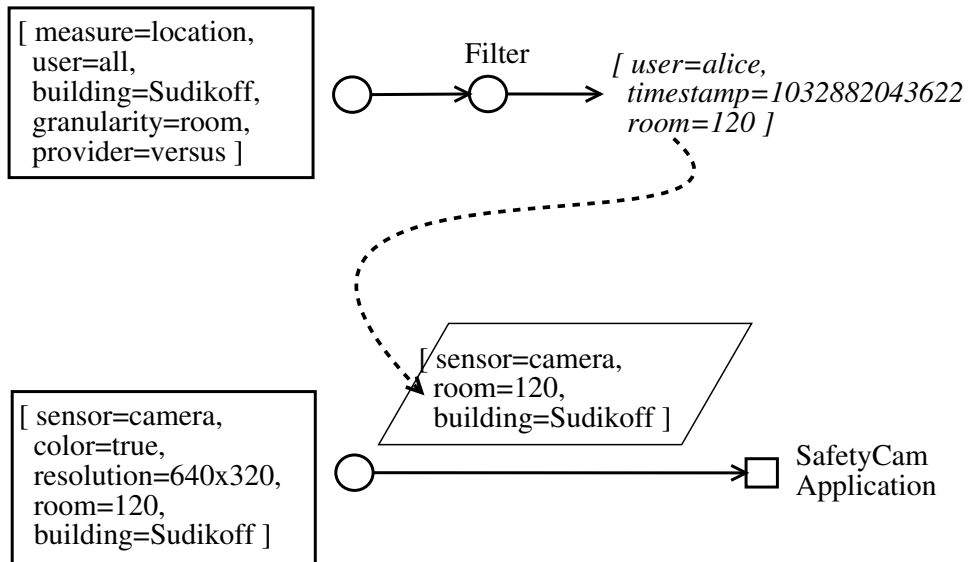 [ measure=location,
user=all,
building=Sudikoff,
granularity=room,
provider=versus ]
Filter
[ user=alice,
timestamp=1032882043622
room=120 ]
[ sensor=camera,
room=120,
building=Sudikoff ]
[ sensor=camera,
color=true,
resolution=640x320,
room=120,
building=Sudikoff ]
SafetyCam
Application